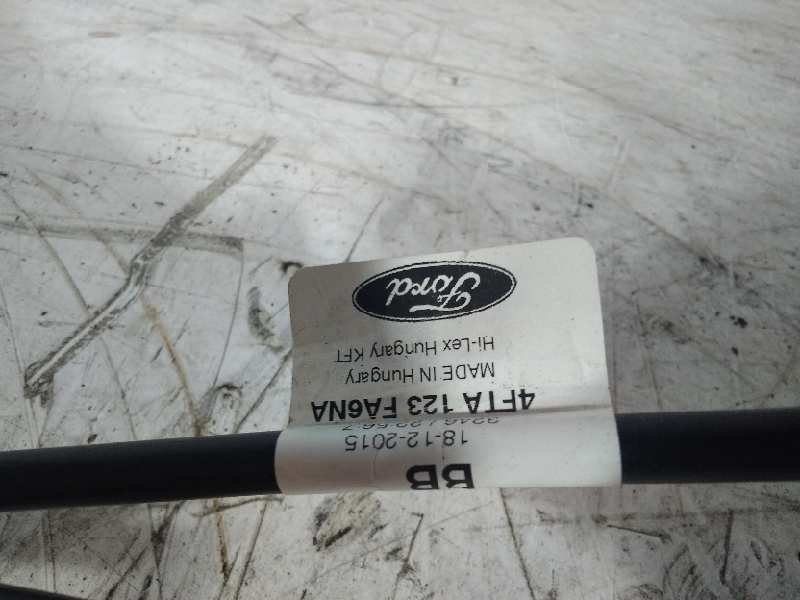 Ford
Hi-Lex Hungary KFT
MADE IN Hungary
4FTA 123 FA6NA
18-12-2015
BB